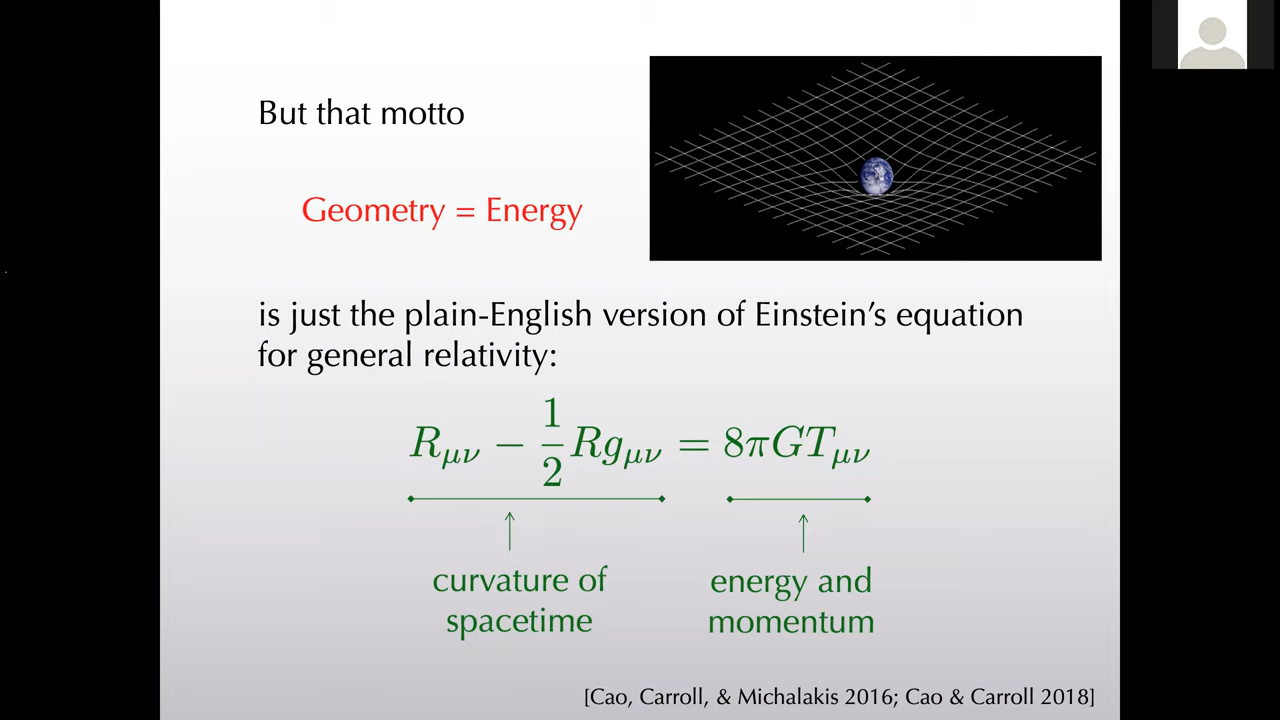 But that motto
Geometry = Energy
is just the plain-English version of Einstein’s equation
for general relativity:
R_{μν} − \frac{1}{2} R g_{μν} = 8πG T_{μν}
curvature of
spacetime
energy and
momentum
[Cao, Carroll, & Michalakis 2016; Cao & Carroll 2018]